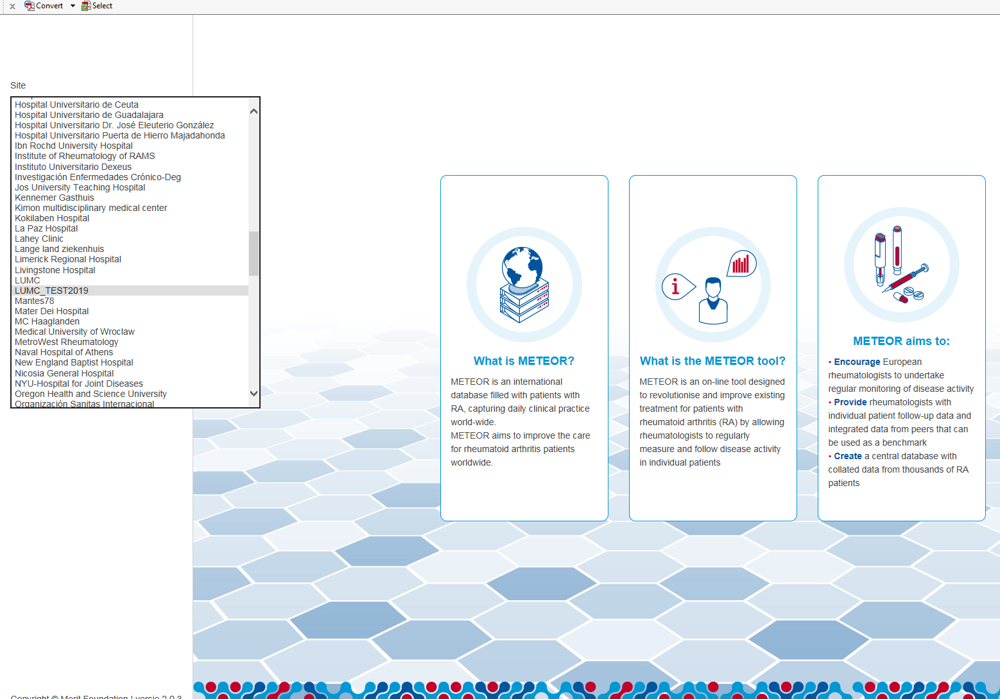 x Convert Select
Site
Hospital Universitario de Ceuta
Hospital Universitario de Guadalajara
Hospital Universitario Dr. José Eleuterio González
Hospital Universitario Puerta de Hierro Majadahonda
Ibn Rochd University Hospital
Institute of Rheumatology of RAMS
Instituto Universitario Dexeus
Investigación Enfermedades Crónico-Deg
Jos University Teaching Hospital
Kennemer Gasthuis
Kimon multidisciplinary medical center
Kokilaben Hospital
La Paz Hospital
Lahey Clinic
Lange land ziekenhuis
Limerick Regional Hospital
Livingstone Hospital
LUMC
LUMC_TEST2019
Mantes78
Mater Dei Hospital
MC Haaglanden
Medical University of Wroclaw
MetroWest Rheumatology
Naval Hospital of Athens
New England Baptist Hospital
Nicosia General Hospital
NYU-Hospital for Joint Diseases
Oregon Health and Science University
Organización Sanitas Internacional
What is METEOR?
METEOR is an international
database filled with patients with
RA, capturing daily clinical practice
world-wide.
METEOR aims to improve the care
for rheumatoid arthritis patients
worldwide.
i
What is the METEOR tool?
METEOR is an on-line tool designed
to revolutionise and improve existing
treatment for patients with
rheumatoid arthritis (RA) by allowing
rheumatologists to regularly
measure and follow disease activity
in individual patients
METEOR aims to:
• Encourage European
rheumatologists to undertake
regular monitoring of disease activity
• Provide rheumatologists with
individual patient follow-up data and
integrated data from peers that can
be used as a benchmark
• Create a central database with
collated data from thousands of RA
patients
Copyright © Merit Foundation | versie 2.0.3